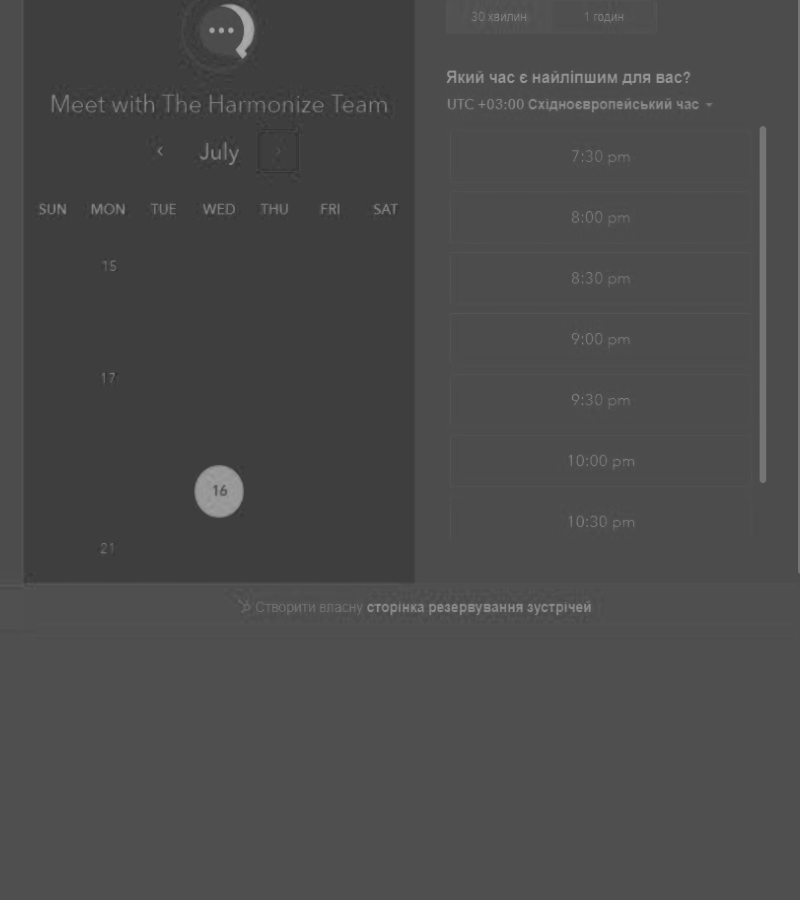 30 хвилин 1 годин
Який час є найліпшим для вас?
UTC +03:00 Східноєвропейський час
Meet with The Harmonize Team
July
SUN MON TUE WED THU FRI SAT
15
17
16
21
7:30 pm
8:00 pm
8:30 pm
9:00 pm
9:30 pm
10:00 pm
10:30 pm
Створити власну сторінка резервування зустрічей